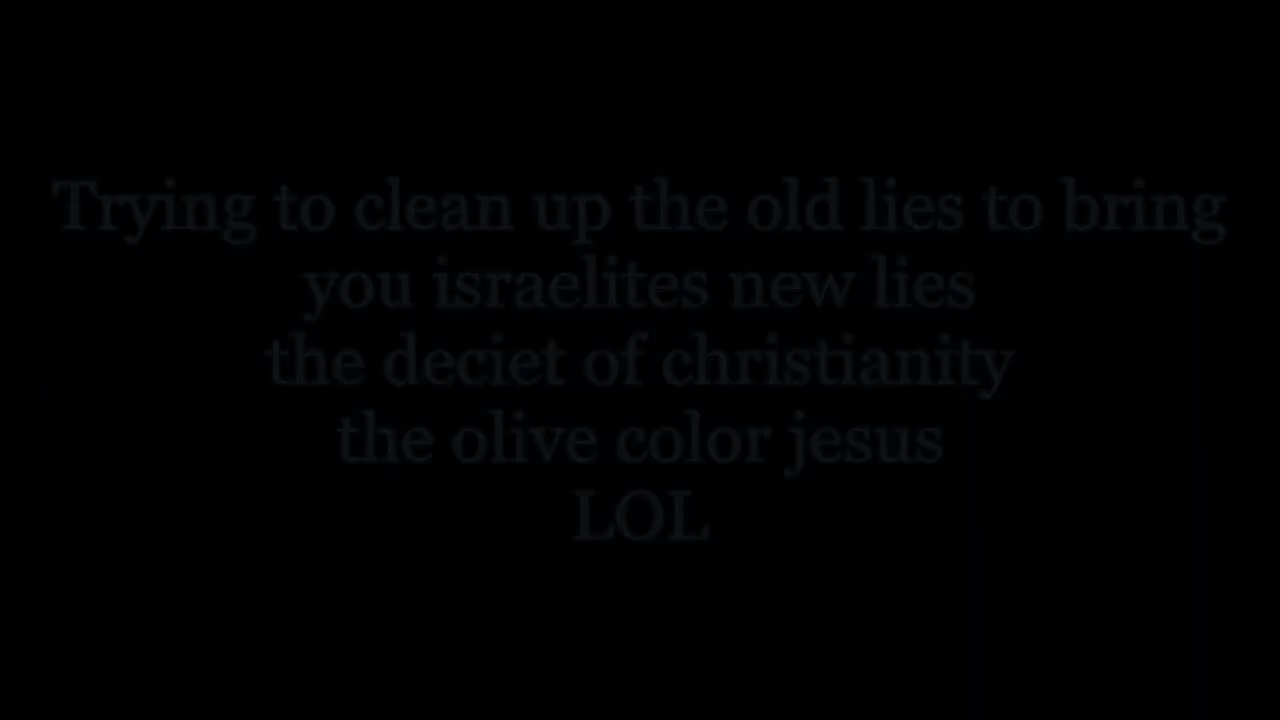 Trying to clean up the old lies to bring
you israelites new lies
the deciet of christianity
the olive color jesus
LOL